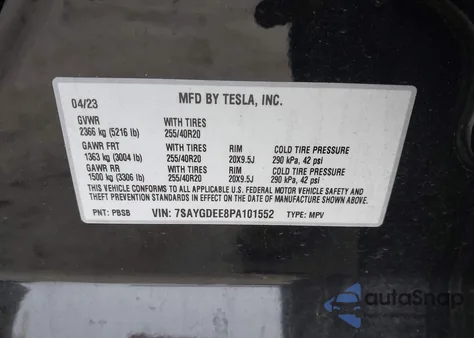 04/23 MFD BY TESLA, INC.
GVWR WITH TIRES
2366 kg (5216 lb) 255/40R20
GAWR FRT WITH TIRES RIM COLD TIRE PRESSURE
1363 kg (3004 lb) 255/40R20 20X9.5J 290 kPa, 42 psi
GAWR RR WITH TIRES RIM COLD TIRE PRESSURE
1500 kg (3306 lb) 255/40R20 20X9.5J 290 kPa, 42 psi
THIS VEHICLE CONFORMS TO ALL APPLICABLE U.S. FEDERAL MOTOR VEHICLE SAFETY AND
THEFT PREVENTION STANDARDS IN EFFECT ON THE DATE OF MANUFACTURE SHOWN ABOVE.
PNT: PBSB VIN: 7SAYGDEE8PA101552 TYPE: MPV
autoSnap